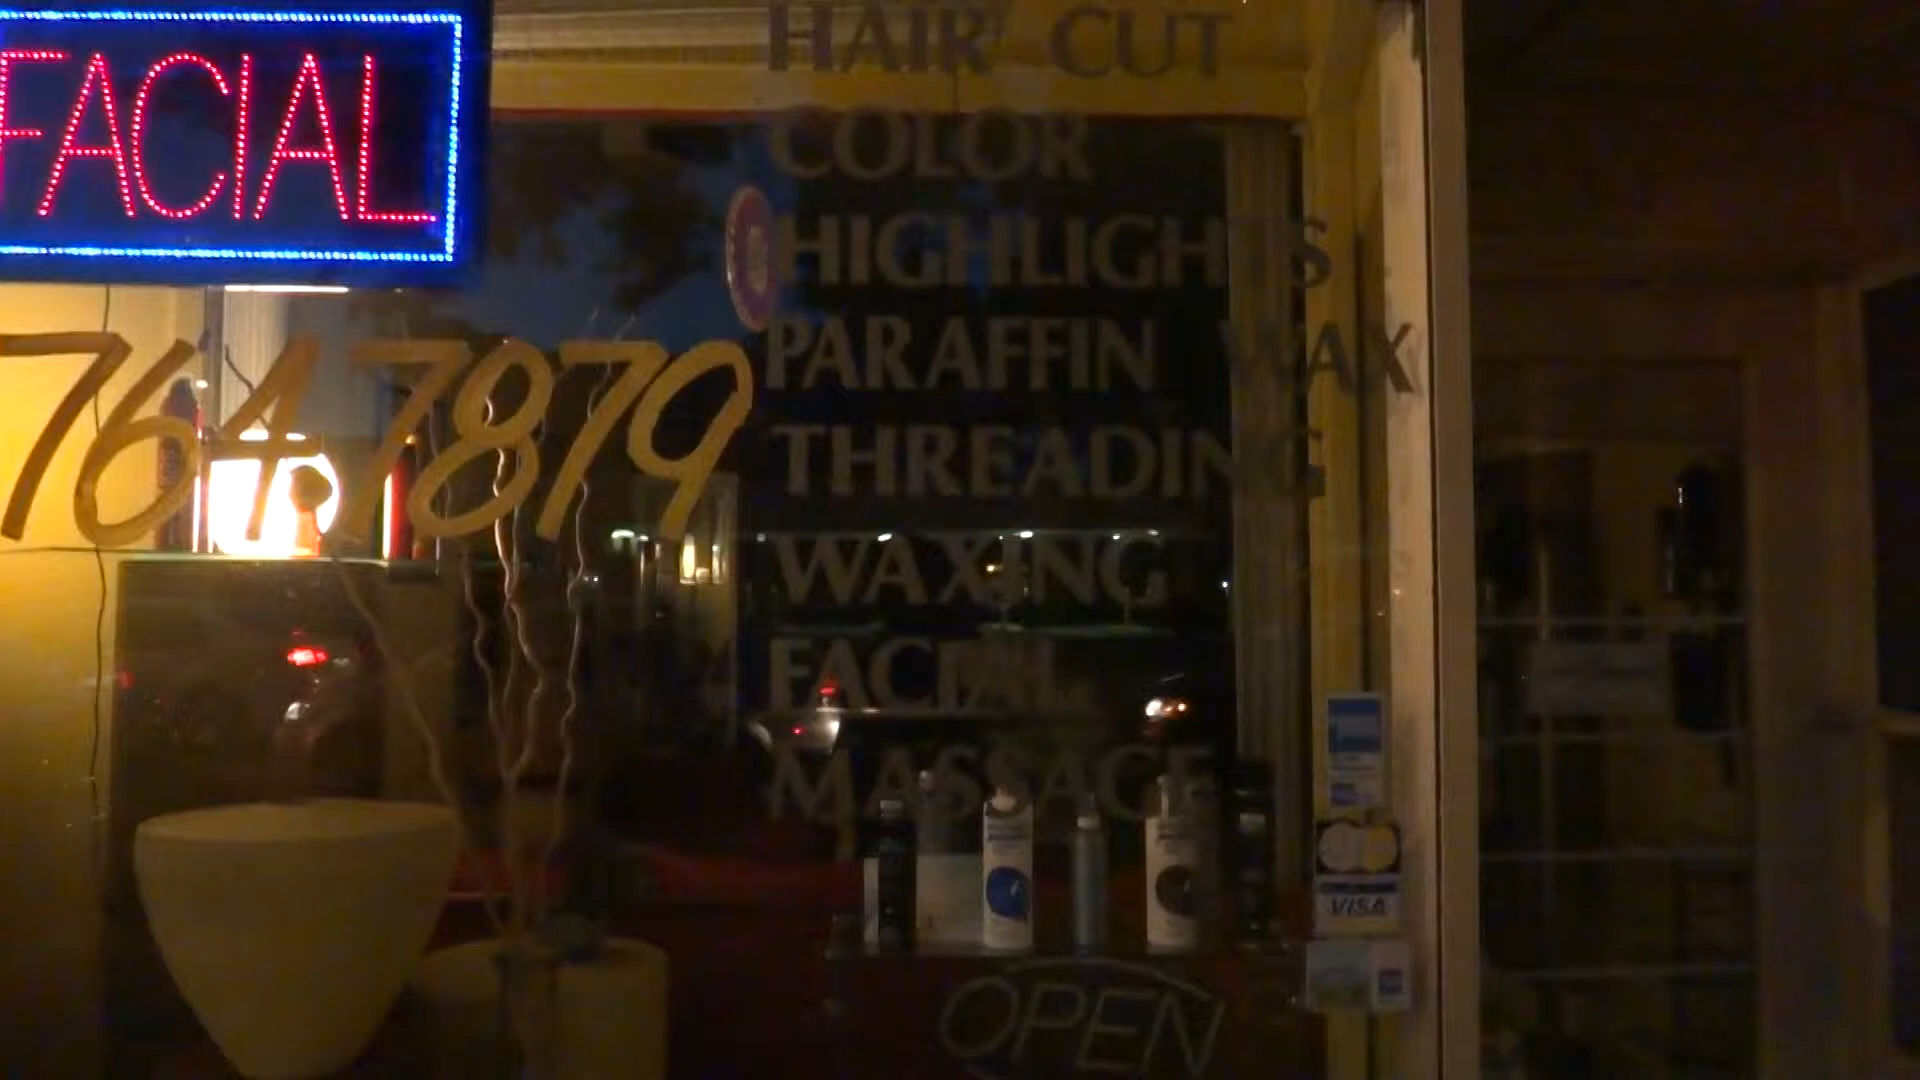 FACIAL
764.7879
HAIR CUT
COLOR
HIGHLIGHTS
PARAFFIN WAX
THREADING
WAXING
FACIAL
MASSAGE
VISA
OPEN